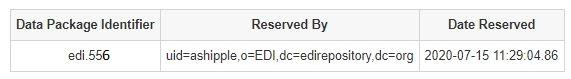 Data Package Identifier Reserved By Date Reserved
edi.556 uid=ashipple,o=EDI,dc=edirepository,dc=org 2020-07-15 11:29:04.86